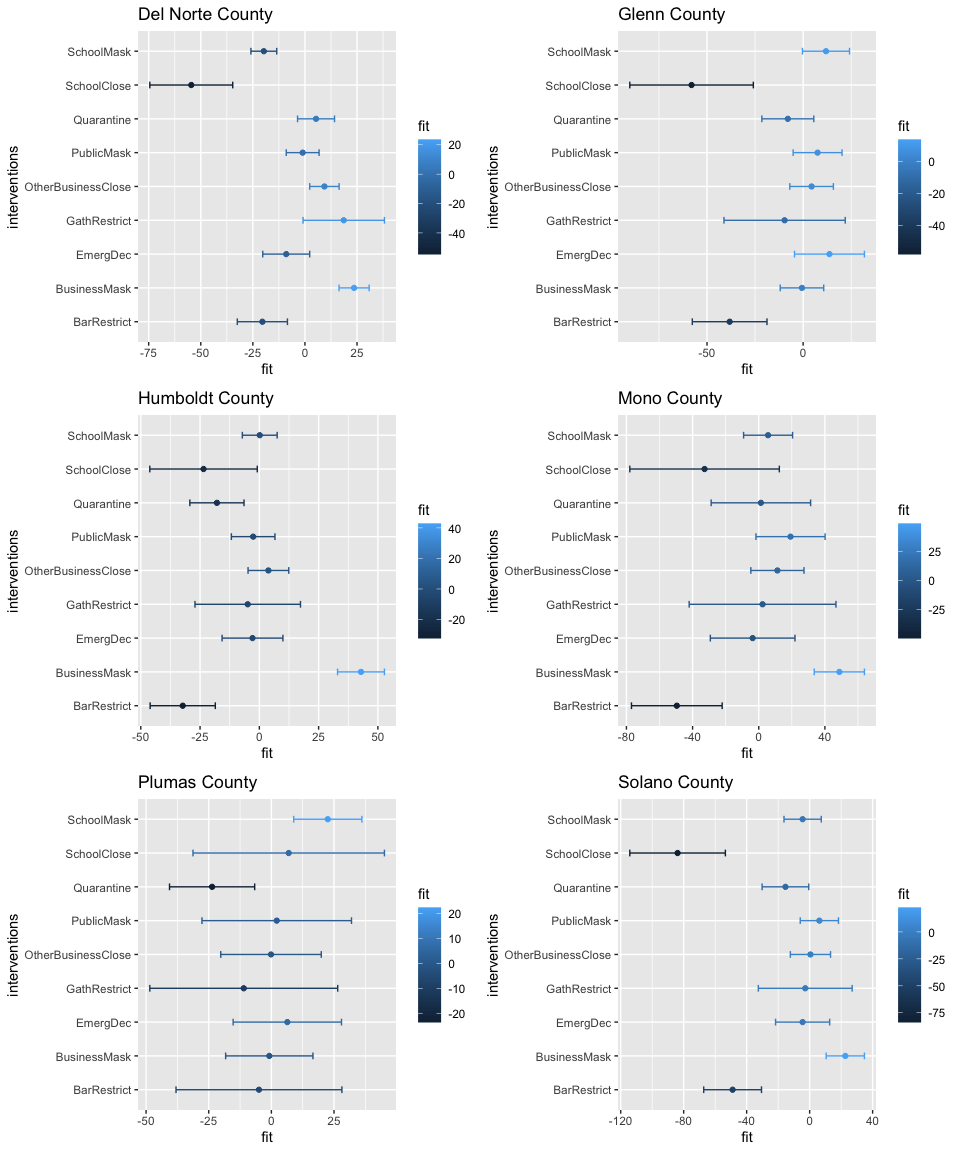 Del Norte County
interventions
SchoolMask
SchoolClose
Quarantine
PublicMask
OtherBusinessClose
GathRestrict
EmergDec
BusinessMask
BarRestrict
-75 -50 -25 0 25
fit
fit
20
0
-20
-40
Glenn County
interventions
SchoolMask
SchoolClose
Quarantine
PublicMask
OtherBusinessClose
GathRestrict
EmergDec
BusinessMask
BarRestrict
-50 0
fit
fit
0
-20
-40
Humboldt County
interventions
SchoolMask
SchoolClose
Quarantine
PublicMask
OtherBusinessClose
GathRestrict
EmergDec
BusinessMask
BarRestrict
-50 -25 0 25 50
fit
fit
40
20
0
-20
Mono County
interventions
SchoolMask
SchoolClose
Quarantine
PublicMask
OtherBusinessClose
GathRestrict
EmergDec
BusinessMask
BarRestrict
-80 -40 0 40
fit
fit
25
0
-25
Plumas County
interventions
SchoolMask
SchoolClose
Quarantine
PublicMask
OtherBusinessClose
GathRestrict
EmergDec
BusinessMask
BarRestrict
-50 -25 0 25
fit
fit
20
10
0
-10
-20
Solano County
interventions
SchoolMask
SchoolClose
Quarantine
PublicMask
OtherBusinessClose
GathRestrict
EmergDec
BusinessMask
BarRestrict
-120 -80 -40 0 40
fit
fit
0
-25
-50
-75